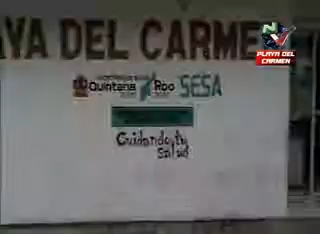 AYA DEL CARMEN
PLAYA DEL
CARMEN
Quintana Roo
SESA
Cuidando tu
Salud